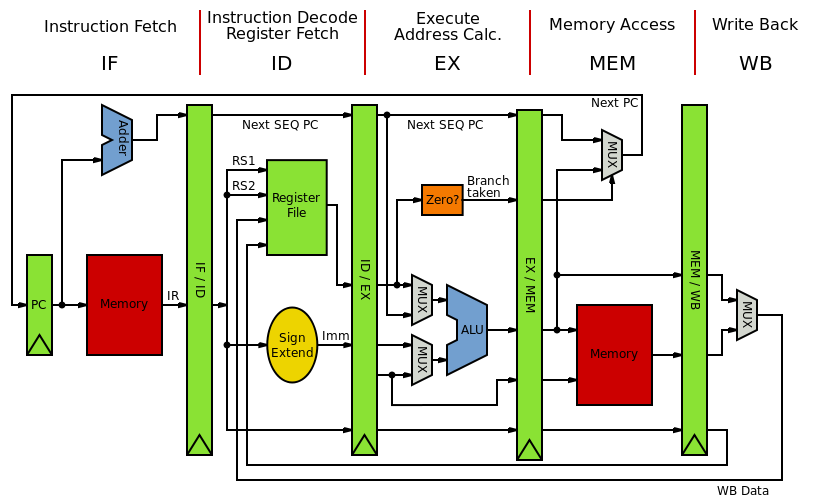 Instruction Fetch
IF
Instruction Decode
Register Fetch
ID
Execute
Address Calc.
EX
Memory Access
MEM
Write Back
WB
Next PC
Adder
Next SEQ PC
Next SEQ PC
MUX
RS1
RS2
Register
File
Branch
taken
Zero?
PC
Memory
IR
IF / ID
Sign
Extend
Imm
ID / EX
MUX
MUX
ALU
EX / MEM
Memory
MEM / WB
MUX
WB Data